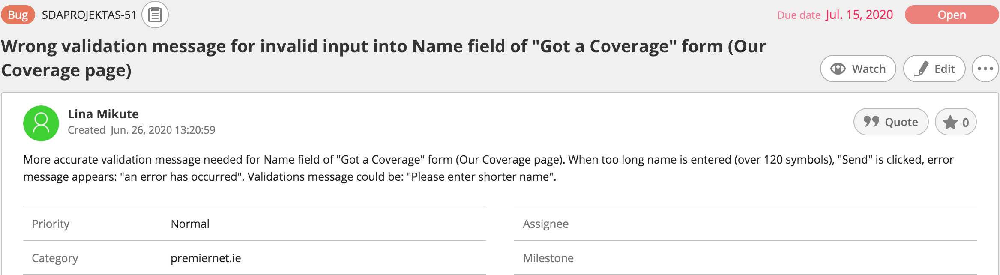 Bug SDAPROJEKTAS-51 Due date Jul. 15, 2020 Open
Wrong validation message for invalid input into Name field of "Got a Coverage" form (Our
Coverage page)
Watch Edit
Lina Mikute
Created Jun. 26, 2020 13:20:59
Quote 0
More accurate validation message needed for Name field of "Got a Coverage" form (Our Coverage page). When too long name is entered (over 120 symbols), "Send" is clicked, error
message appears: "an error has occurred". Validations message could be: "Please enter shorter name".
Priority Normal Assignee
Category premiernet.ie Milestone